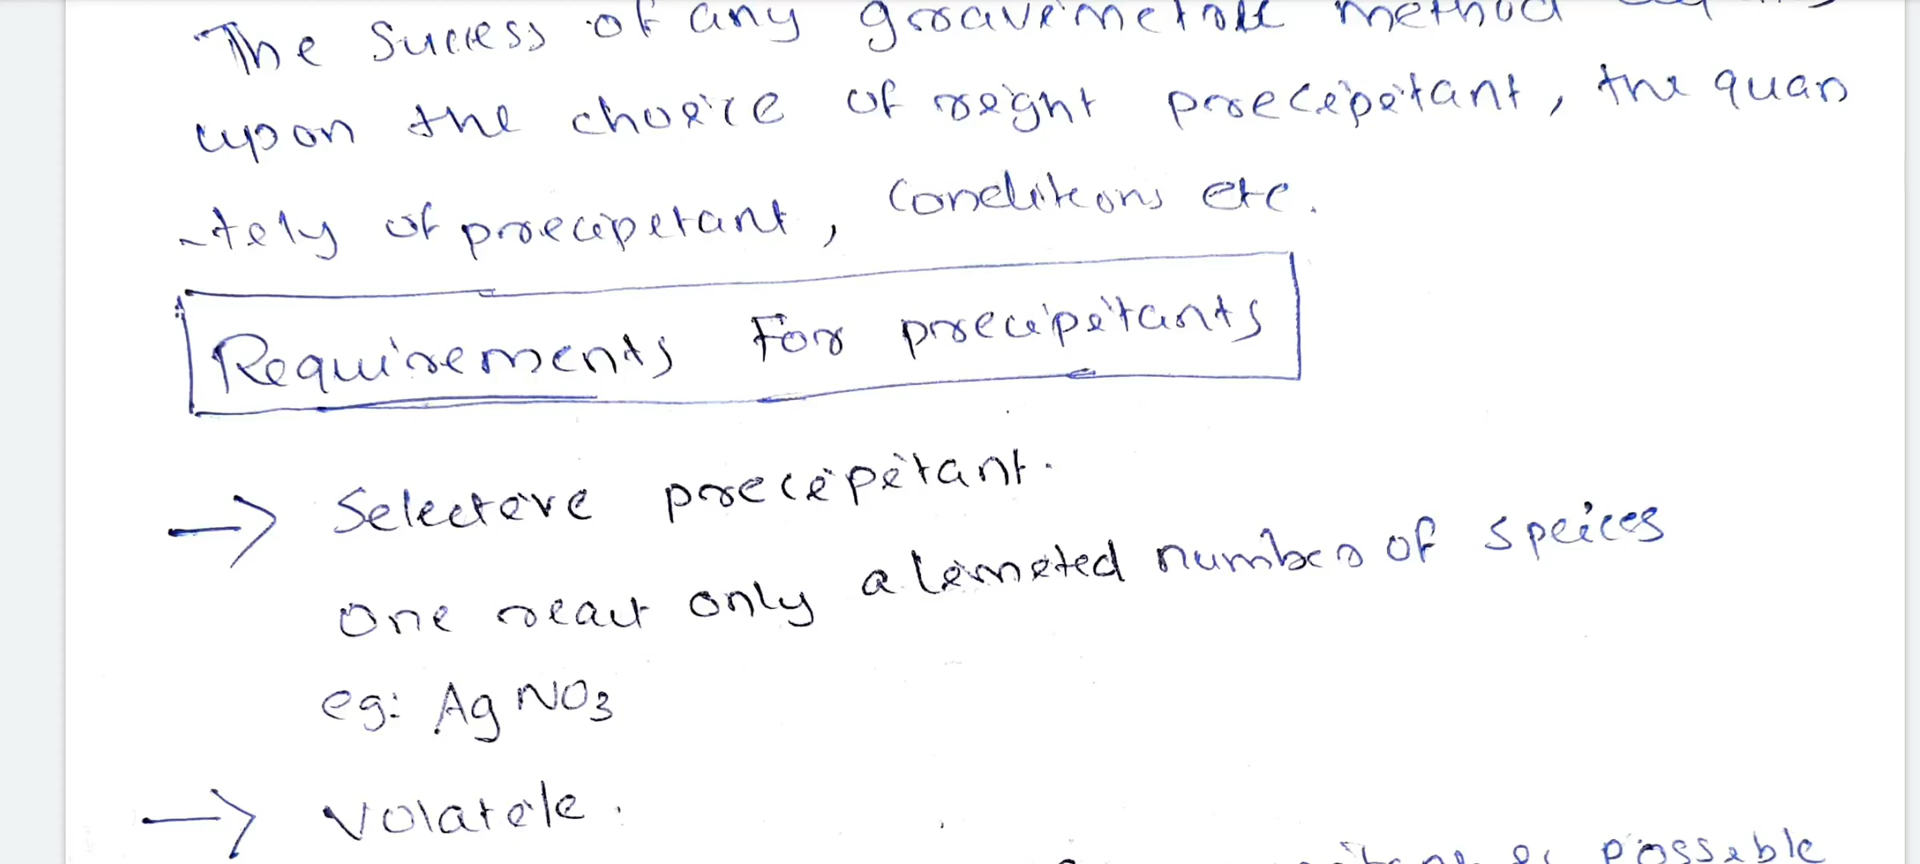 The Success of any gravimetric method
upon the choice of right precipitant, the quan
-tity of precipitant, conditions etc.
Requirements For precipitants
→ Selective precipitant.
One react only a limited number of speices
eg: AgNO3
→ Volatile.
possible